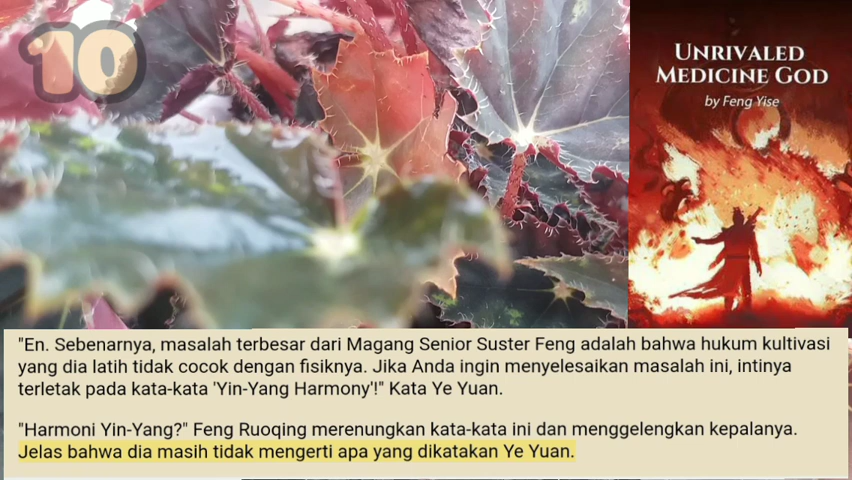 10
UNRIVALED
MEDICINE GOD
by Feng Yise
"En. Sebenarnya, masalah terbesar dari Magang Senior Suster Feng adalah bahwa hukum kultivasi
yang dia latih tidak cocok dengan fisiknya. Jika Anda ingin menyelesaikan masalah ini, intinya
terletak pada kata-kata 'Yin-Yang Harmony'!" Kata Ye Yuan.
"Harmoni Yin-Yang?" Feng Ruoqing merenungkan kata-kata ini dan menggelengkan kepalanya.
Jelas bahwa dia masih tidak mengerti apa yang dikatakan Ye Yuan.